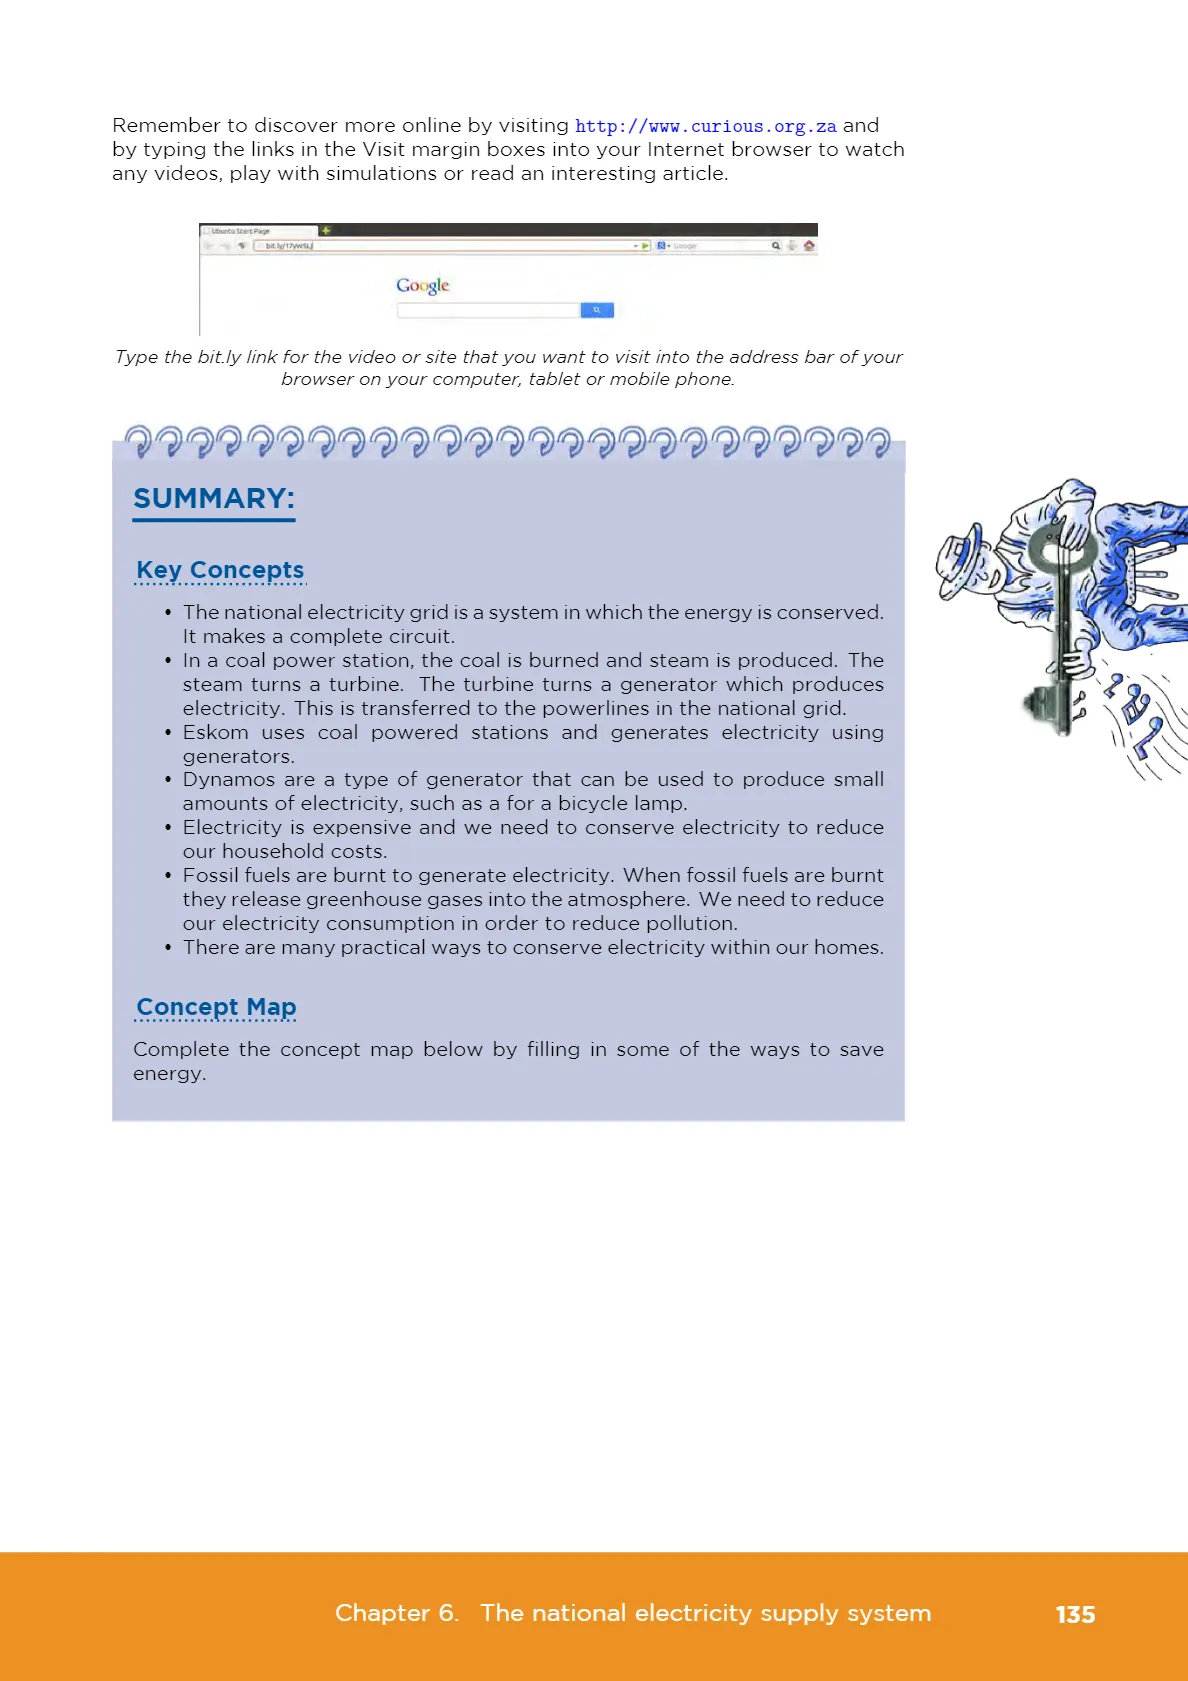 Remember to discover more online by visiting http://www.curious.org.za and
by typing the links in the Visit margin boxes into your Internet browser to watch
any videos, play with simulations or read an interesting article.
Ubuntu Start Page
bit.ly/17yWSLj
Google
Google
Type the bit.ly link for the video or site that you want to visit into the address bar of your
browser on your computer, tablet or mobile phone.
SUMMARY:
Key Concepts
• The national electricity grid is a system in which the energy is conserved.
It makes a complete circuit.
• In a coal power station, the coal is burned and steam is produced. The
steam turns a turbine. The turbine turns a generator which produces
electricity. This is transferred to the powerlines in the national grid.
• Eskom uses coal powered stations and generates electricity using
generators.
• Dynamos are a type of generator that can be used to produce small
amounts of electricity, such as a for a bicycle lamp.
• Electricity is expensive and we need to conserve electricity to reduce
our household costs.
• Fossil fuels are burnt to generate electricity. When fossil fuels are burnt
they release greenhouse gases into the atmosphere. We need to reduce
our electricity consumption in order to reduce pollution.
• There are many practical ways to conserve electricity within our homes.
Concept Map
Complete the concept map below by filling in some of the ways to save
energy.
Chapter 6. The national electricity supply system 135